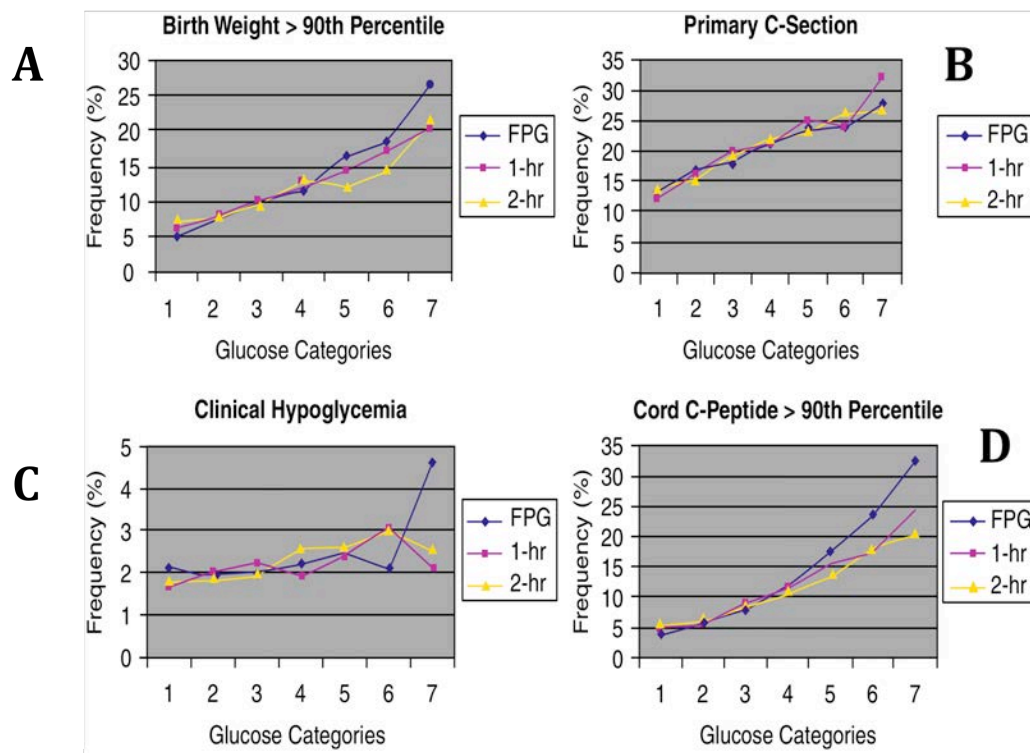 A
Birth Weight > 90th Percentile
Frequency (%)
30
25
20
15
10
5
0
1 2 3 4 5 6 7
Glucose Categories
FPG
1-hr
2-hr
B
Primary C-Section
Frequency (%)
35
30
25
20
15
10
5
0
1 2 3 4 5 6 7
Glucose Categories
FPG
1-hr
2-hr
C
Clinical Hypoglycemia
Frequency (%)
5
4
3
2
1
0
1 2 3 4 5 6 7
Glucose Categories
FPG
1-hr
2-hr
D
Cord C-Peptide > 90th Percentile
Frequency (%)
35
30
25
20
15
10
5
0
1 2 3 4 5 6 7
Glucose Categories
FPG
1-hr
2-hr